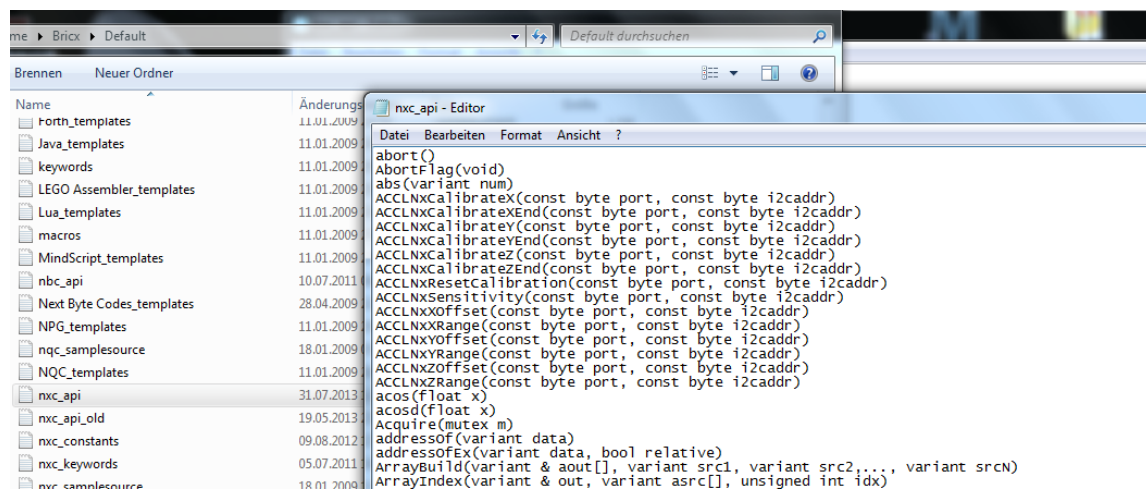 me ▸ Bricx ▸ Default
Default durchsuchen
Brennen Neuer Ordner
Name Änderungs
Forth_templates 11.01.2009
Java_templates 11.01.2009
keywords 11.01.2009
LEGO Assembler_templates 11.01.2009
Lua_templates 11.01.2009
macros 11.01.2009
MindScript_templates 11.01.2009
nbc_api 10.07.2011
Next Byte Codes_templates 28.04.2009
NPG_templates 11.01.2009
nqc_samplesource 18.01.2009
NQC_templates 11.01.2009
nxc_api 31.07.2013
nxc_api_old 19.05.2013
nxc_constants 09.08.2012
nxc_keywords 05.07.2011
nxc_samplesource 18.01.2009
nxc_api - Editor
Datei Bearbeiten Format Ansicht ?
abort()
AbortFlag(void)
abs(variant num)
ACCLNxCalibrateX(const byte port, const byte i2caddr)
ACCLNxCalibrateXEnd(const byte port, const byte i2caddr)
ACCLNxCalibrateY(const byte port, const byte i2caddr)
ACCLNxCalibrateYEnd(const byte port, const byte i2caddr)
ACCLNxCalibrateZ(const byte port, const byte i2caddr)
ACCLNxCalibrateZEnd(const byte port, const byte i2caddr)
ACCLNxResetCalibration(const byte port, const byte i2caddr)
ACCLNxSensitivity(const byte port, const byte i2caddr)
ACCLNxXOffset(const byte port, const byte i2caddr)
ACCLNxXRange(const byte port, const byte i2caddr)
ACCLNxYOffset(const byte port, const byte i2caddr)
ACCLNxYRange(const byte port, const byte i2caddr)
ACCLNxZOffset(const byte port, const byte i2caddr)
ACCLNxZRange(const byte port, const byte i2caddr)
acos(float x)
acosd(float x)
Acquire(mutex m)
addressOf(variant data)
addressOfEx(variant data, bool relative)
ArrayBuild(variant & aout[], variant src1, variant src2,..., variant srcN)
ArrayIndex(variant & out, variant asrc[], unsigned int idx)